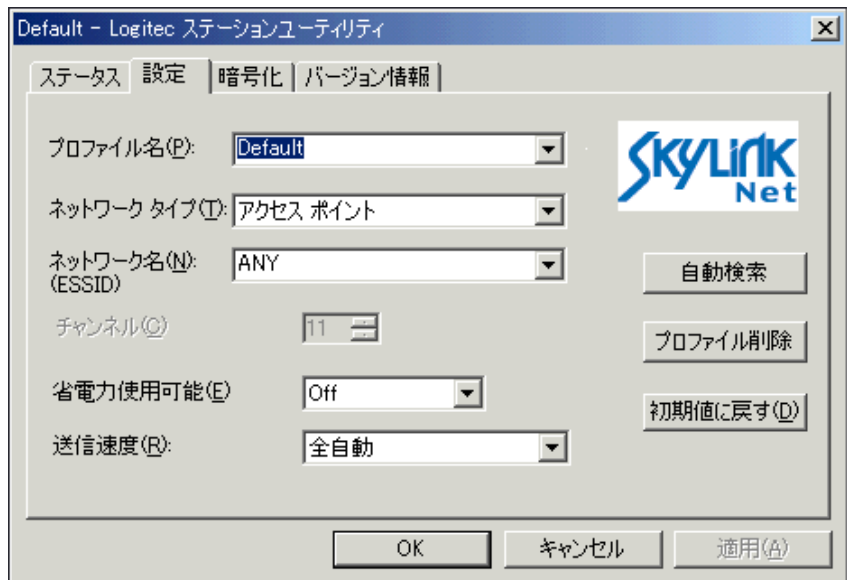 Default - Logitec ステーションユーティリティ
ステータス 設定 暗号化 バージョン情報
プロファイル名(P): Default
SKYLINK
Net
ネットワーク タイプ(T): アクセス ポイント
ネットワーク名(N): ANY
(ESSID)
自動検索
チャンネル(C) 11
プロファイル削除
省電力使用可能(E) Off
初期値に戻す(D)
送信速度(R): 全自動
OK キャンセル 適用(A)